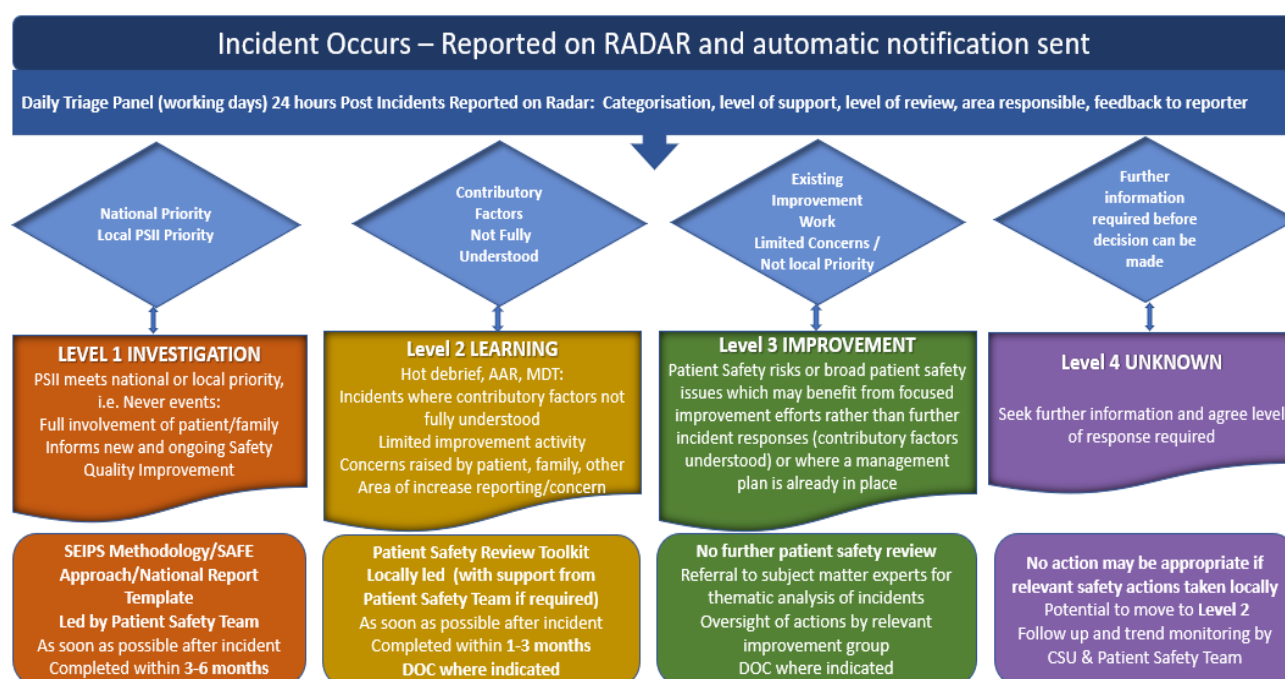 Incident Occurs – Reported on RADAR and automatic notification sent
Daily Triage Panel (working days) 24 hours Post Incidents Reported on Radar: Categorisation, level of support, level of review, area responsible, feedback to reporter
National Priority
Local PSII Priority
Contributory
Factors
Not Fully
Understood
Existing
Improvement
Work
Limited Concerns /
Not local Priority
Further
information
required before
decision can be
made
LEVEL 1 INVESTIGATION
PSII meets national or local priority,
i.e. Never events:
Full involvement of patient/family
Informs new and ongoing Safety
Quality Improvement
Level 2 LEARNING
Hot debrief, AAR, MDT:
Incidents where contributory factors not
fully understood
Limited improvement activity
Concerns raised by patient, family, other
Area of increase reporting/concern
Level 3 IMPROVEMENT
Patient Safety risks or broad patient safety
issues which may benefit from focused
improvement efforts rather than further
incident responses (contributory factors
understood) or where a management
plan is already in place
Level 4 UNKNOWN
Seek further information and agree level
of response required
SEIPS Methodology/SAFE
Approach/National Report
Template
Led by Patient Safety Team
As soon as possible after incident
Completed within 3-6 months
Patient Safety Review Toolkit
Locally led (with support from
Patient Safety Team if required)
As soon as possible after incident
Completed within 1-3 months
DOC where indicated
No further patient safety review
Referral to subject matter experts for
thematic analysis of incidents
Oversight of actions by relevant
improvement group
DOC where indicated
No action may be appropriate if
relevant safety actions taken locally
Potential to move to Level 2
Follow up and trend monitoring by
CSU & Patient Safety Team